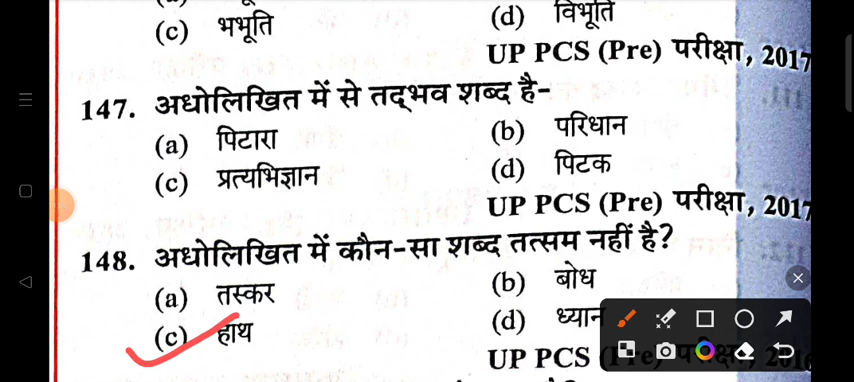 (c) भभूति (d) विभूति
UP PCS (Pre) परीक्षा, 2017
147. अधोलिखित में से तद्भव शब्द है-
(a) पिटारा (b) परिधान
(c) प्रत्यभिज्ञान (d) पिटक
UP PCS (Pre) परीक्षा, 2017
148. अधोलिखित में कौन-सा शब्द तत्सम नहीं है?
(a) तस्कर (b) बोध
(c) हाथ (d) ध्यान
UP PCS